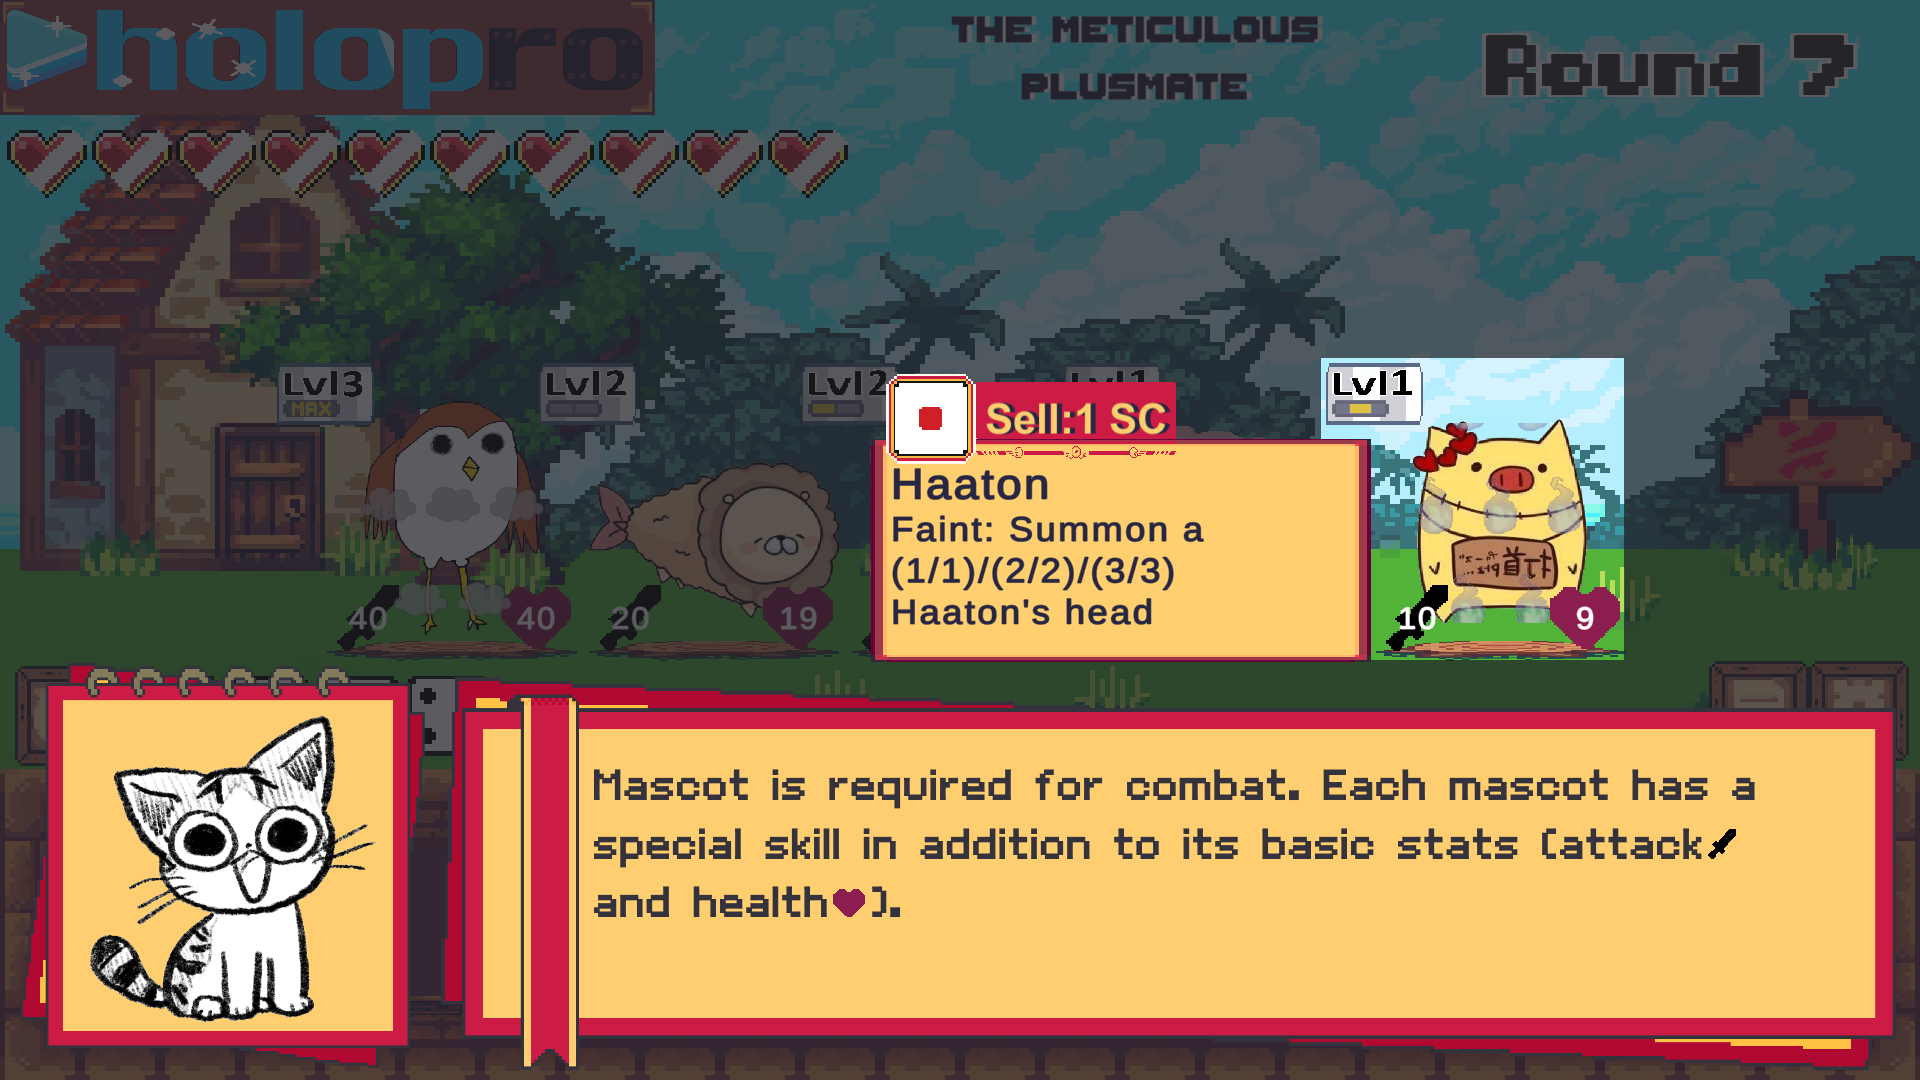 holopro
THE METICULOUS
PLUSMATE
Round 7
Lvl3
MAX
Lvl2
Lvl2
Lvl1
Lvl1
Sell:1 SC
Haaton
Faint: Summon a
(1/1)/(2/2)/(3/3)
Haaton's head
40
40
20
19
10
9
Mascot is required for combat. Each mascot has a
special skill in addition to its basic stats (attack
and health).